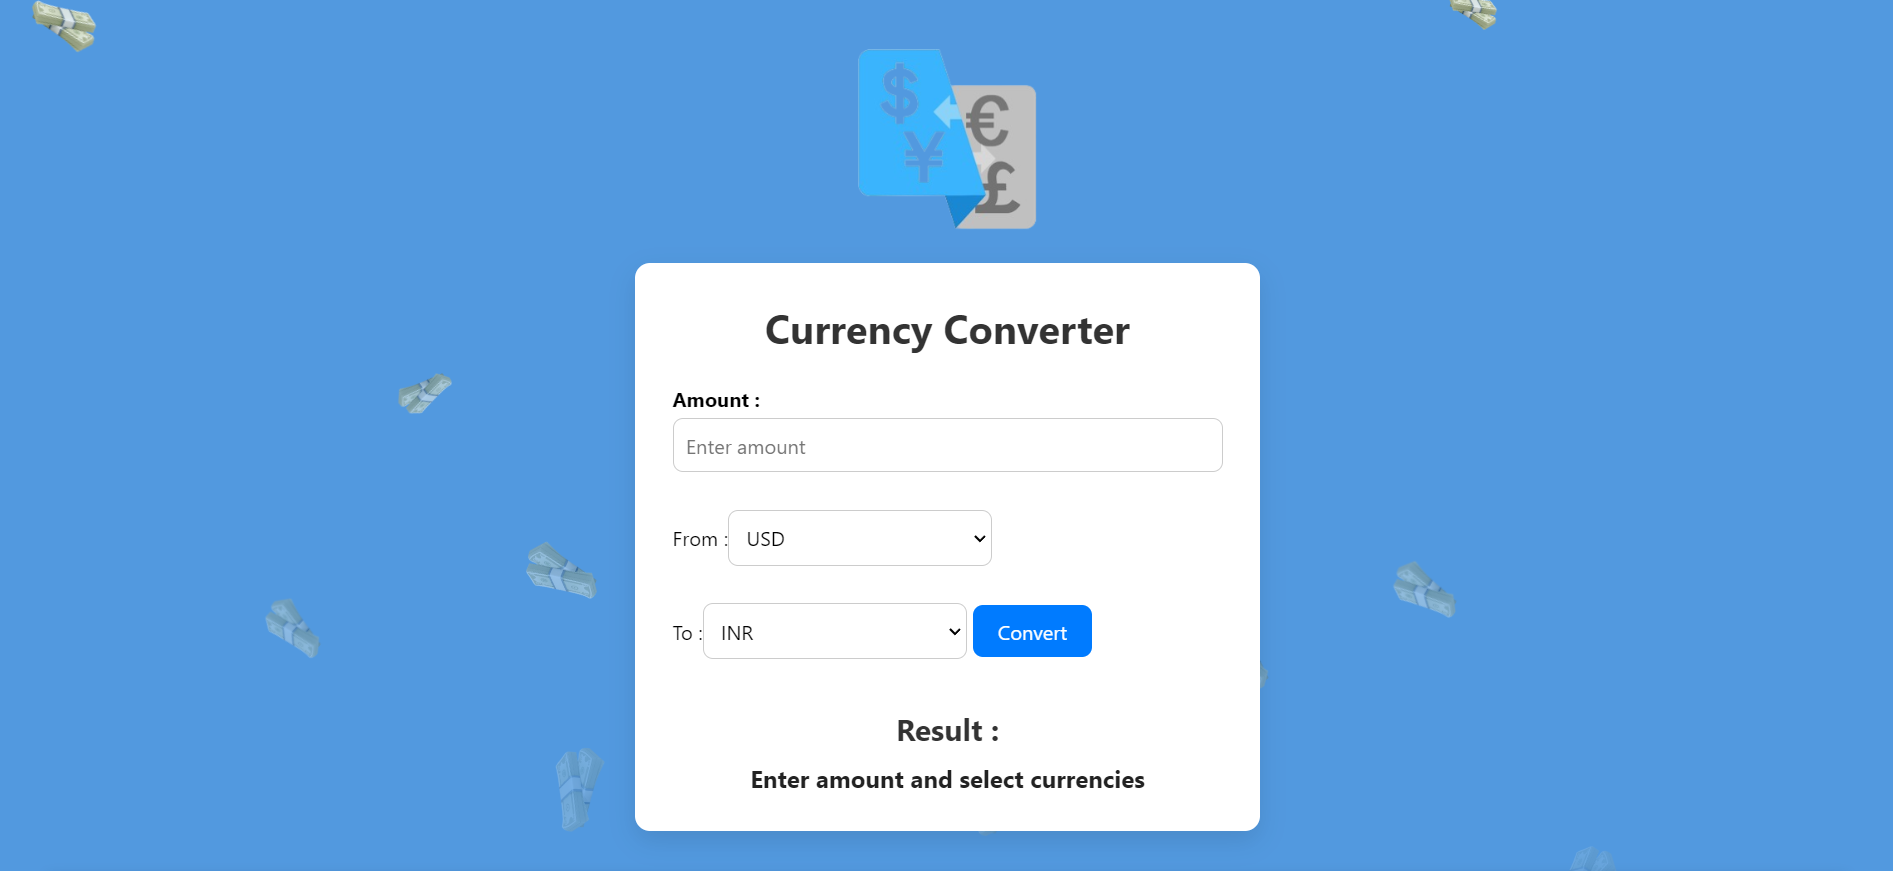 $
¥
€
£
Currency Converter
Amount :
Enter amount
From : USD
To : INR Convert
Result :
Enter amount and select currencies